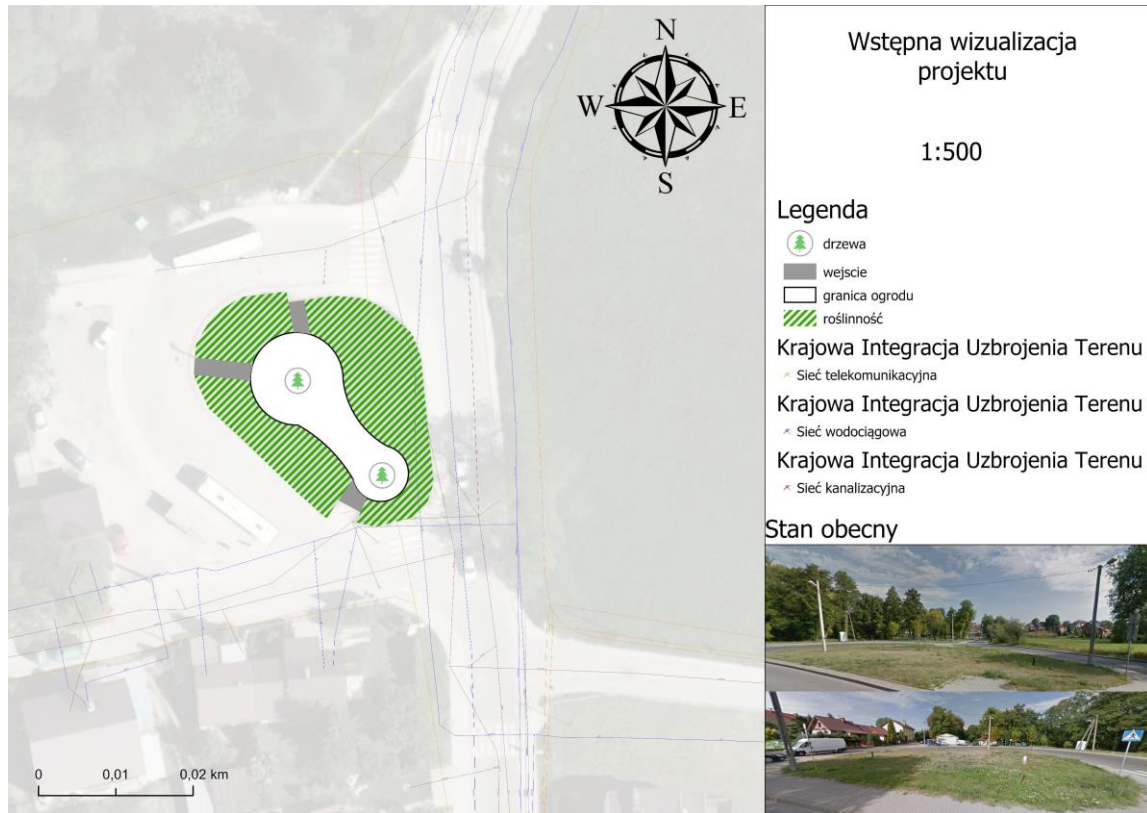 N
W
E
S
0
0,01
0,02 km
Wstępna wizualizacja
projektu
1:500
Legenda
drzewa
wejscie
granica ogrodu
roślinność
Krajowa Integracja Uzbrojenia Terenu
Sieć telekomunikacyjna
Krajowa Integracja Uzbrojenia Terenu
Sieć wodociągowa
Krajowa Integracja Uzbrojenia Terenu
Sieć kanalizacyjna
Stan obecny